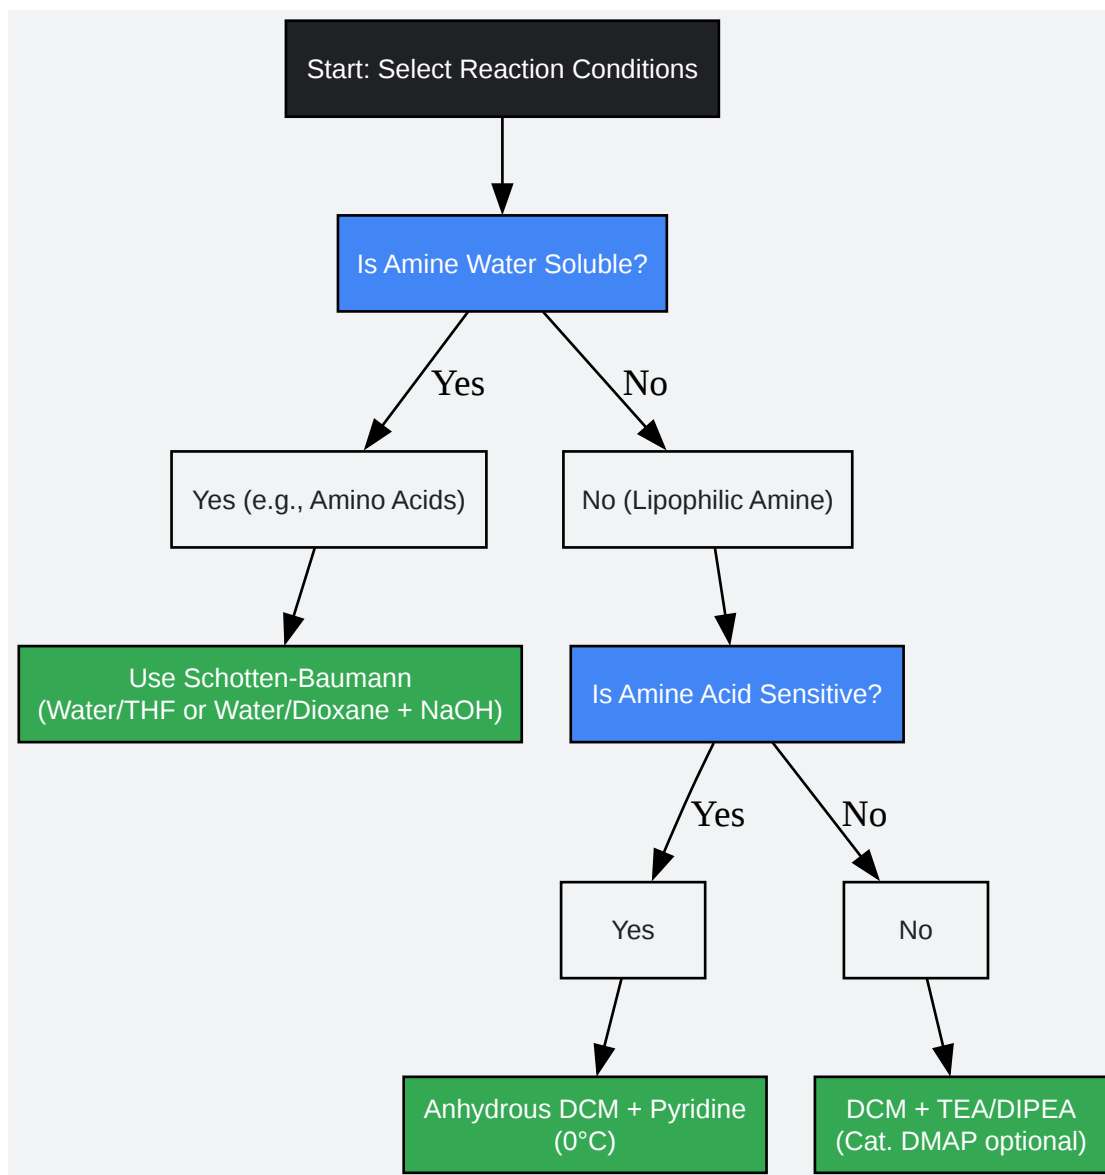 Start: Select Reaction Conditions
Is Amine Water Soluble?
Yes
No
Yes (e.g., Amino Acids)
No (Lipophilic Amine)
Use Schotten-Baumann
(Water/THF or Water/Dioxane + NaOH)
Is Amine Acid Sensitive?
Yes
No
Yes
No
Anhydrous DCM + Pyridine
(0°C)
DCM + TEA/DIPEA
(Cat. DMAP optional)